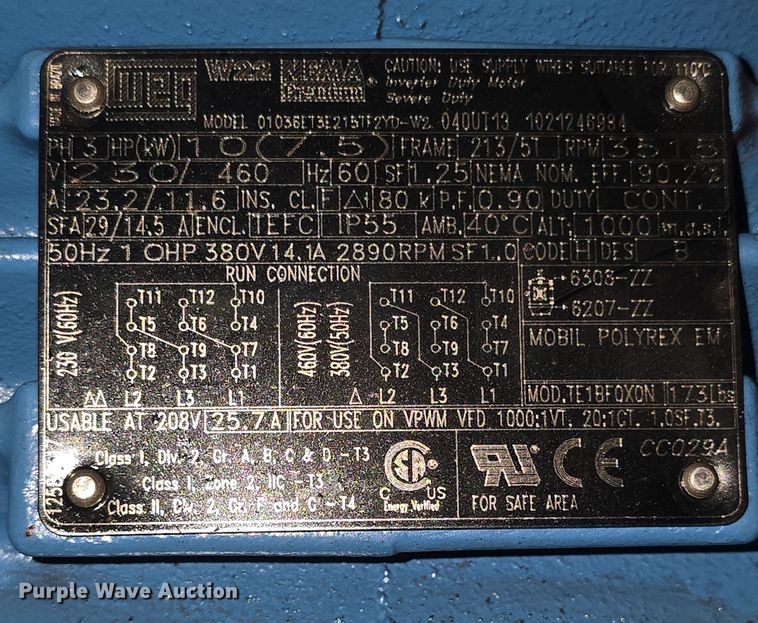 MADE IN BRAZIL
WEG W22 NEMA Premium ® CAUTION: USE SUPPLY WIRES SUITABLE FOR 110°C
Inverter Duty Motor
Severe Duty
MODEL 01036ET3E215TF2YD-W2 04OUT13 1021246984
PH 3 HP(kW) 10(7.5) FRAME 213/5T RPM
V 230/460 Hz 60 SF 1.25 NEMA NOM. EFF. 90.2%
A 23.2/11.6 INS. CL. F Δt 80 K P.F. 0.90 DUTY CONT.
SFA 29/14.5 A ENCL. TEFC IP55 AMB. 40°C ALT. 1000 m.a.s.l.
50Hz 10HP 380V 14.1A 2890RPM SF1.0 CODE H DES B
RUN CONNECTION
230 V(60Hz)
T11 T12 T10
T5 T6 T4
T8 T9 T7
T2 T3 T1
L2 L3 L1
460V(60Hz)
380V(50Hz)
T11 T12 T10
T5 T6 T4
T8 T9 T7
T2 T3 T1
L2 L3 L1
6308-ZZ
6207-ZZ
MOBIL POLYREX EM
MOD.TE1BFOXON 173Lbs
USABLE AT 208V 25.7 A FOR USE ON VPWM VFD 1000:1VT, 20:1CT, 1.0SF,T3.
Class I, Div. 2, Gr. A, B, C & D - T3
Class I, Zone 2, IIC - T3
Class II, Div. 2, Gr. F and G - T4
C US
Energy Verified
FOR SAFE AREA
CC029A
Purple Wave Auction